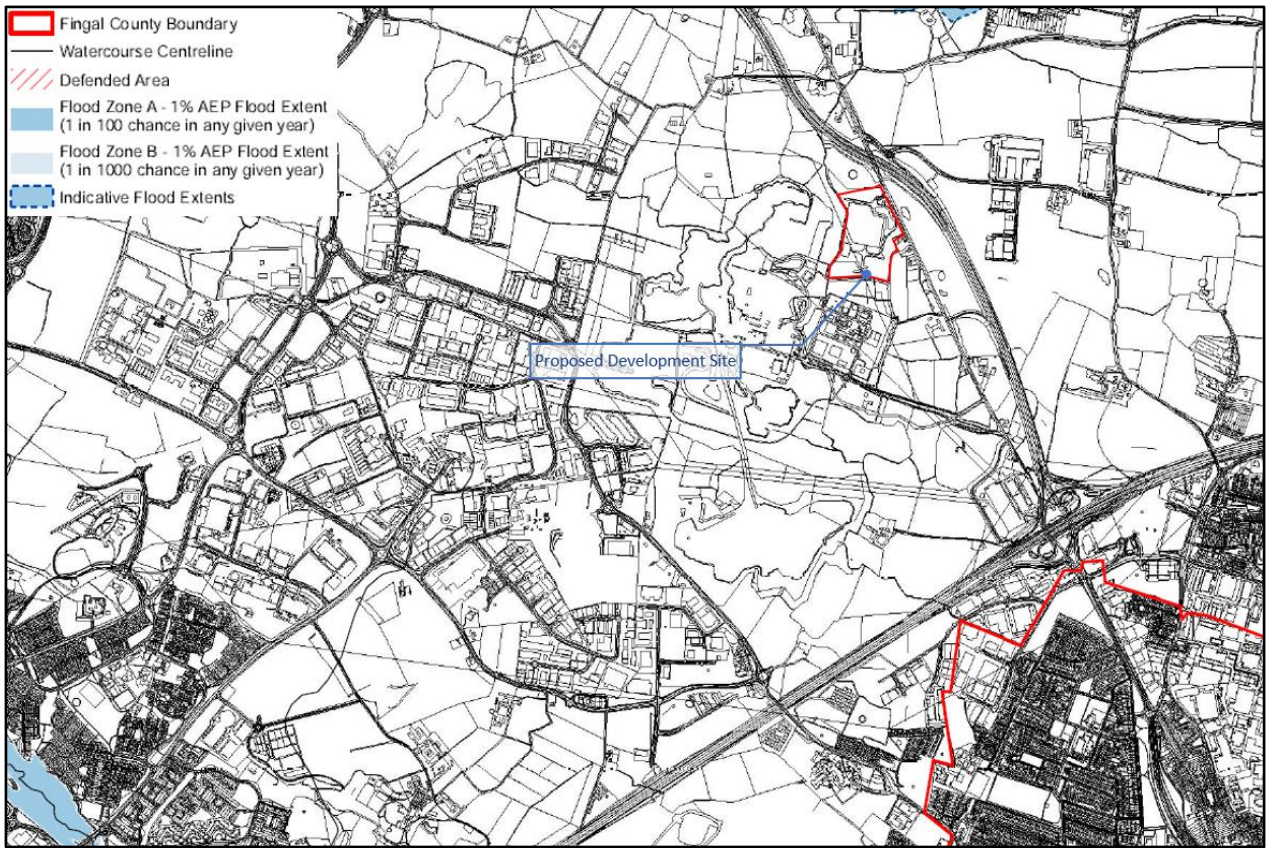 Fingal County Boundary
Watercourse Centreline
Defended Area
Flood Zone A - 1% AEP Flood Extent
(1 in 100 chance in any given year)
Flood Zone B - 1% AEP Flood Extent
(1 in 1000 chance in any given year)
Indicative Flood Extents
Proposed Development Site